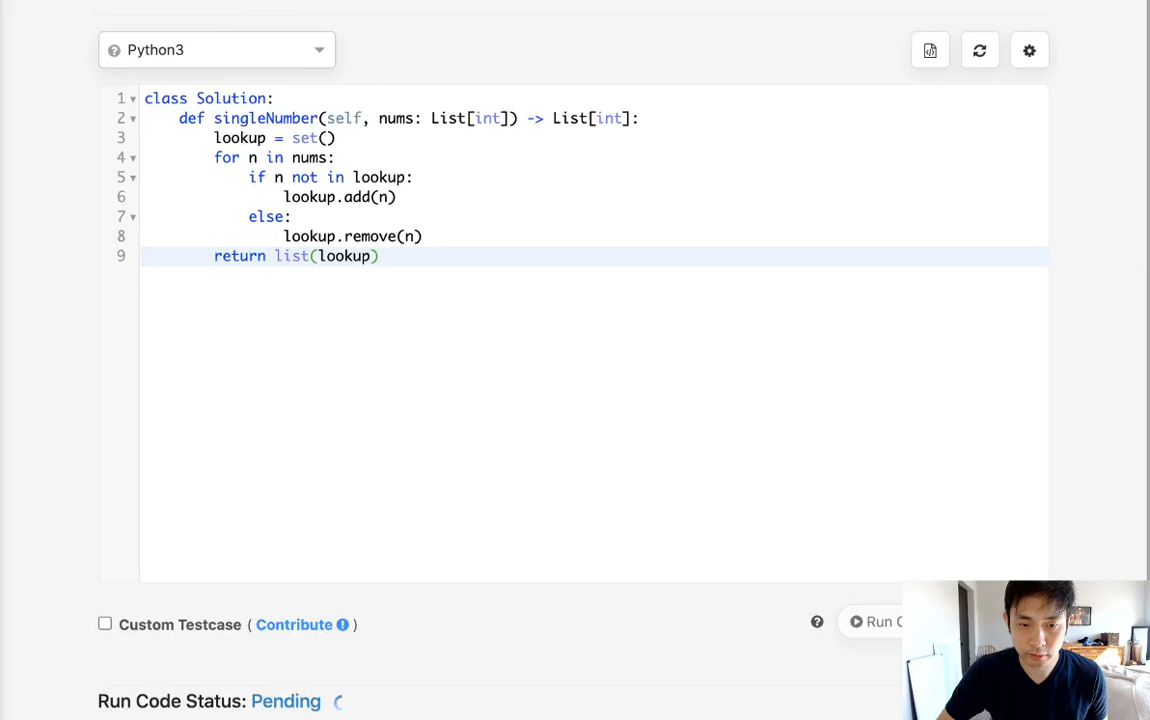 Python3
1 class Solution:
2 def singleNumber(self, nums: List[int]) -> List[int]:
3 lookup = set()
4 for n in nums:
5 if n not in lookup:
6 lookup.add(n)
7 else:
8 lookup.remove(n)
9 return list(lookup)
Custom Testcase ( Contribute )
Run C
Run Code Status: Pending